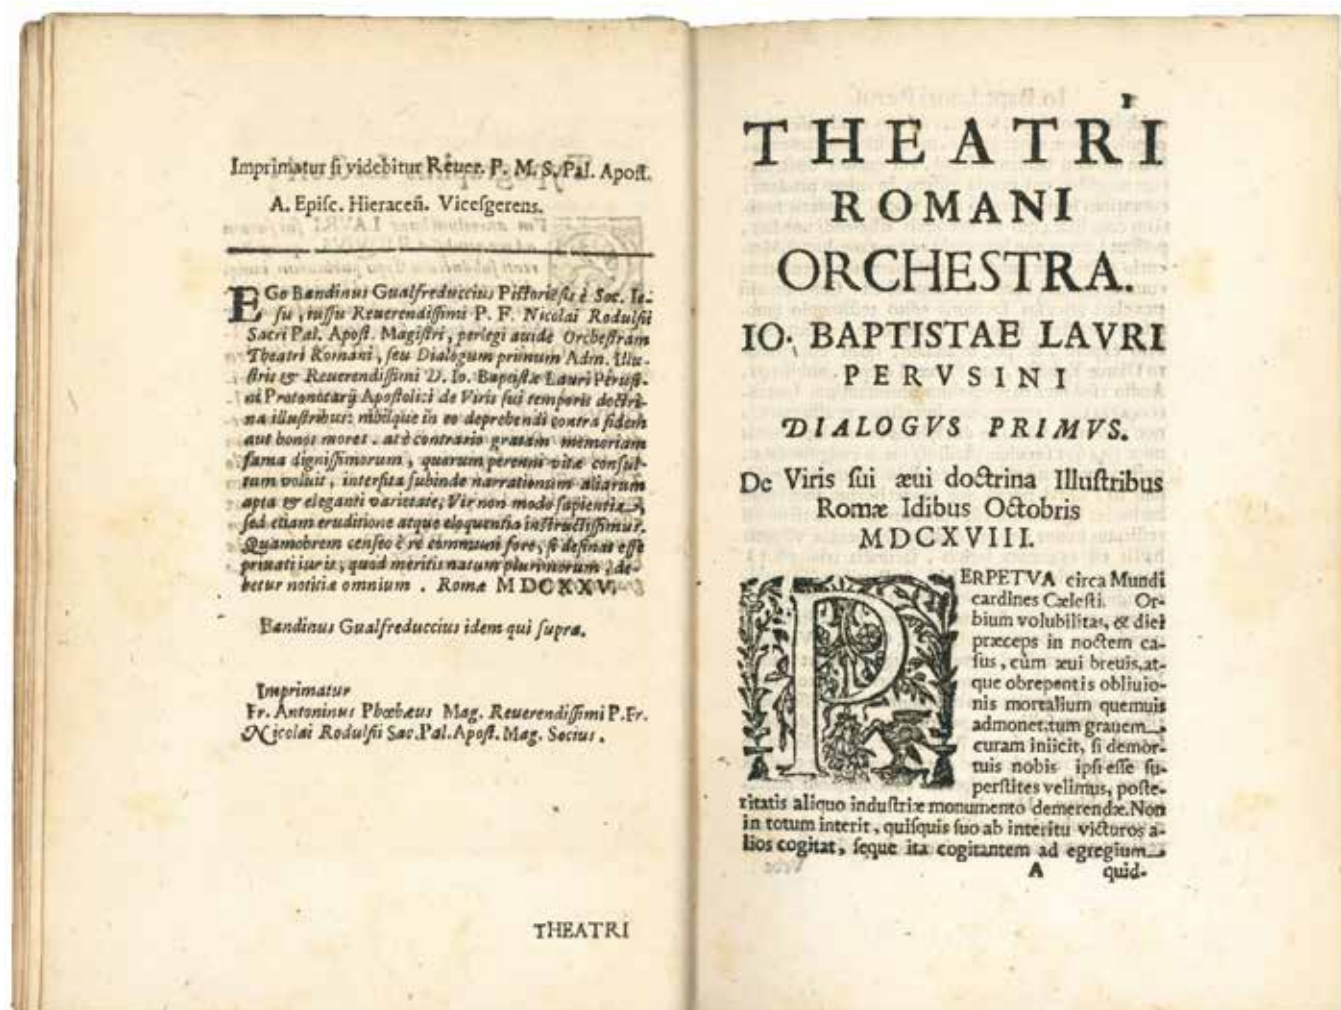 Imprimatur ſi videbitur Reuer. P. M. S. Pal. Apoſt.
A. Epiſc. Hieraceñ. Viceſgerens.
EGo Bandinus Gualfreduccius Piſtorieſis è Soc. Ie-
ſu, iuſſu Reuerendiſſimi P. F. Nicolai Rodulfii
Sacri Pal. Apoſt. Magiſtri, perlegi auide Orcheſtram
Theatri Romani, ſeu Dialogum primum Adm. Illu-
ſtris & Reuerendiſſimi D. Io. Baptiſtæ Lauri Peruſi-
ni Protonotarij Apoſtolici de Viris ſui temporis doctri-
na illuſtribus: nihilque in eo deprehendi contra fidem
aut bonos mores. at è contrario gratam memoriam
fama digniſſimorum, quorum perenni vitæ conſul-
tum voluit, interſita ſubinde narrationum aliarum
apta & eleganti varietate, Vir non modo ſapientia,
ſed etiam eruditione atque eloquentia inſtructiſſimus.
Quamobrem cenſeo è re communi fore, ſi deſinat eſſe
priuati iuris, quod meritis natum plurimorum, de-
betur notitiæ omnium. Romæ MDCXXV.
Bandinus Gualfreduccius idem qui ſupra.
Imprimatur
Fr. Antoninus Phœbæus Mag. Reuerendiſſimi P. Fr.
Nicolai Rodulfii Sac. Pal. Apoſt. Mag. Socius.
THEATRI
1
THEATRI
ROMANI
ORCHESTRA.
IO. BAPTISTAE LAVRI
PERVSINI
DIALOGVS PRIMVS.
De Viris ſui æui doctrina Illuſtribus
Romæ Idibus Octobris
MDCXVIII.
PERPETVA circa Mundi
cardines Cæleſti. Or-
bium volubilitas, & diei
præceps in noctem ca-
ſus, cùm æui breuis, at-
que obrepentis obliuio-
nis mortalium quemuis
admonet, tum grauem
curam iniicit, ſi demor-
tuis nobis ipſi eſſe ſu-
perſtites velimus, poſte-
ritatis aliquo induſtriæ monumento demerendæ. Non
in totum interit, quiſquis ſuo ab interitu victuros a-
lios cogitat, ſeque ita cogitantem ad egregium
A quid-